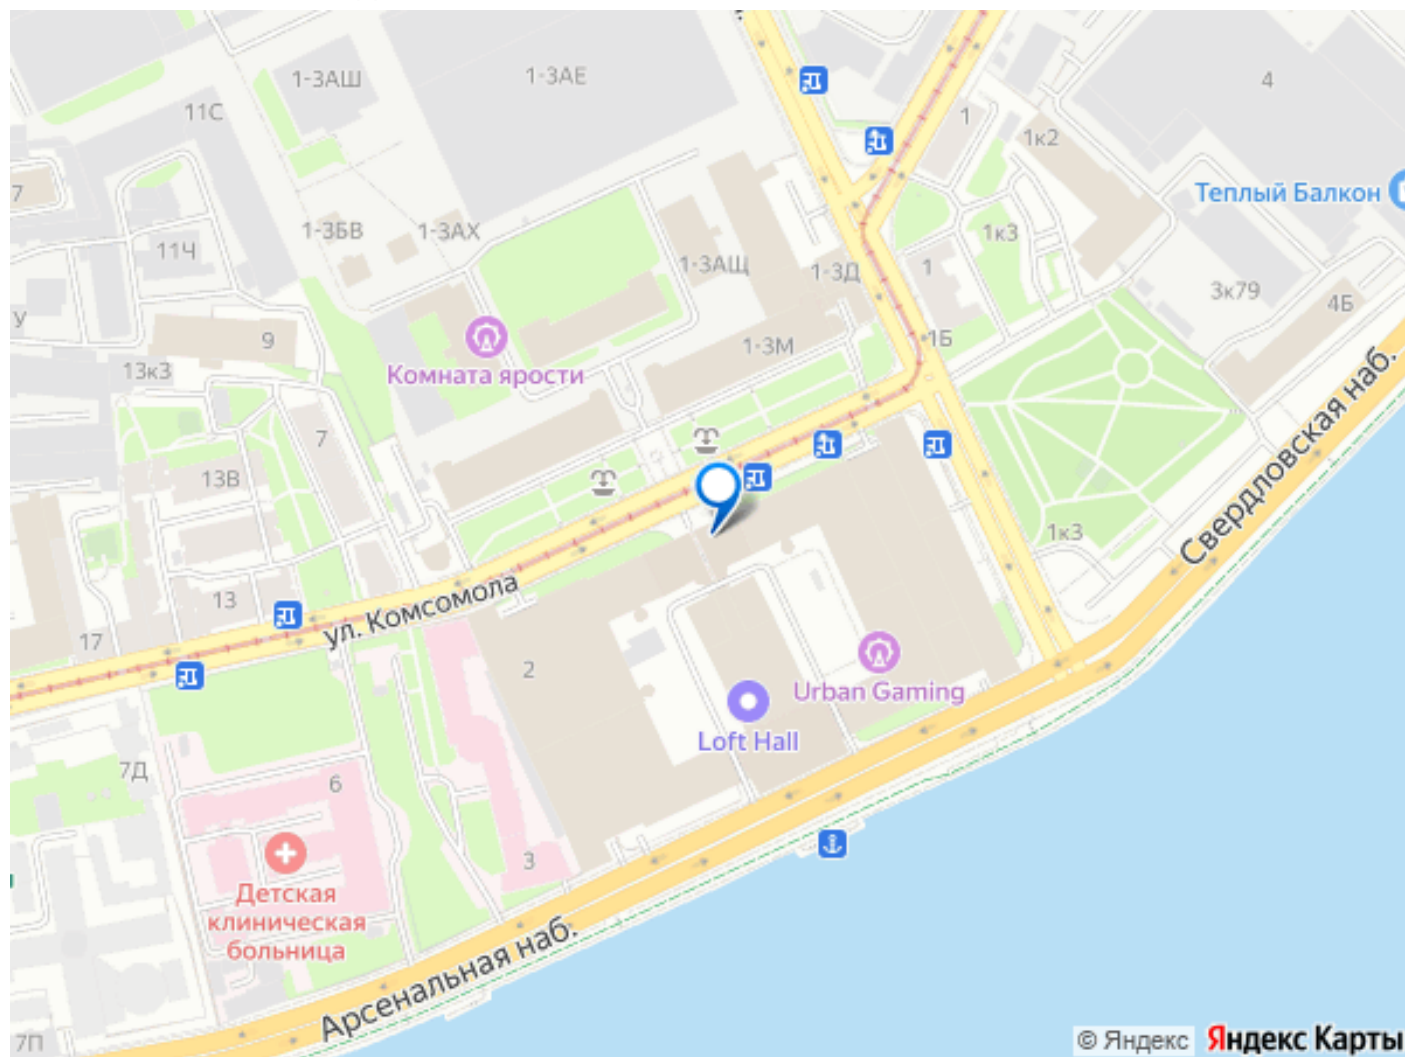 1-3АШ
1-3АЕ
4
11С
1
1к2
7
Теплый Балкон
1-3БВ
1-3АХ
1к3
11Ч
1-3АЩ
1-3Д
1
3к79
4Б
У
9
1Б
1-3М
13к3
Комната ярости
7
13В
Свердловская наб.
1к3
13
ул. Комсомола
17
2
Urban Gaming
Loft Hall
7Д
6
3
Детская
клиническая
больница
Арсенальная наб.
7П
© Яндекс
Яндекс Карты